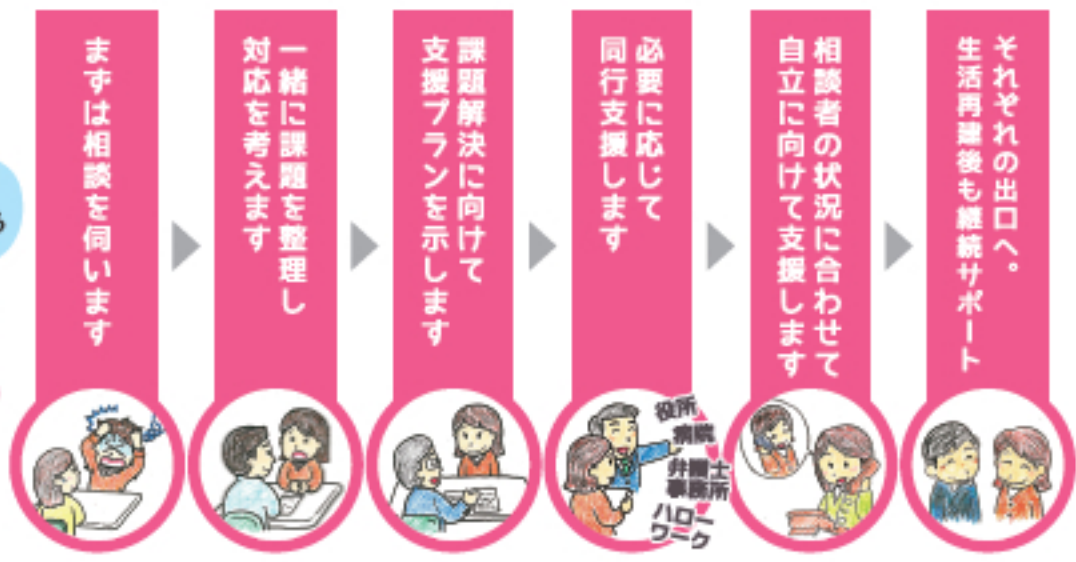 まずは相談を伺います
一緒に課題を整理し
対応を考えます
課題解決に向けて
支援プランを示します
必要に応じて
同行支援します
役所
病院
弁護士
事務所
ハロー
ワーク
相談者の状況に合わせて
自立に向けて支援します
それぞれの出口へ。
生活再建後も継続サポート